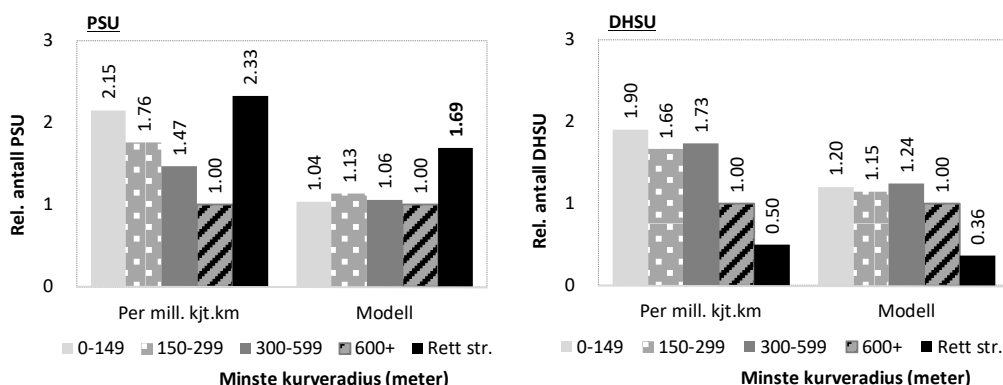 PSU
Rel. antall PSU
3
2
1
0
2.15
1.76
1.47
1.00
2.33
1.04
1.13
1.06
1.00
1.69
Per mill. kjt.km
Modell
0-149 150-299 300-599 600+ Rett str.
Minste kurveradius (meter)
DHSU
Rel. antall DHSU
3
2
1
0
1.90
1.66
1.73
1.00
0.50
1.20
1.15
1.24
1.00
0.36
Per mill. kjt.km
Modell
0-149 150-299 300-599 600+ Rett str.
Minste kurveradius (meter)